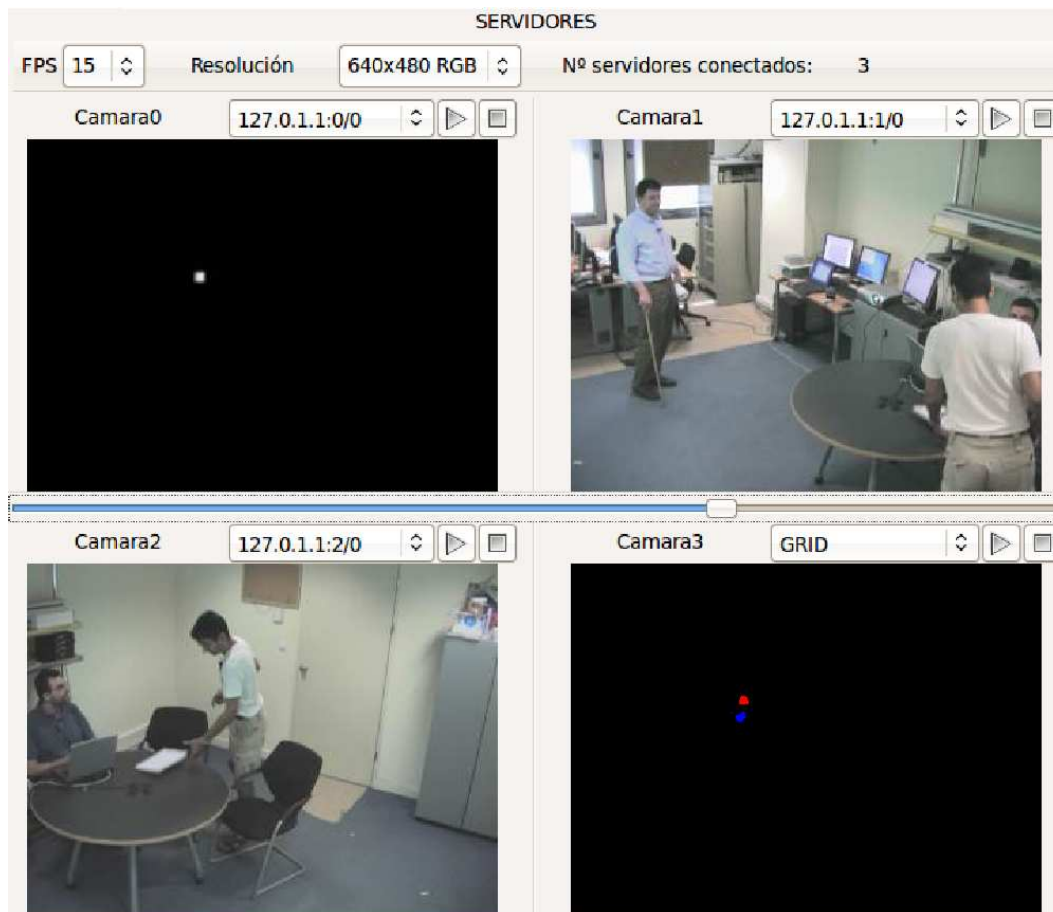 SERVIDORES
FPS 15 Resolución 640x480 RGB Nº servidores conectados: 3
Camara0 127.0.1.1:0/0 Camara1 127.0.1.1:1/0
Camara2 127.0.1.1:2/0 Camara3 GRID